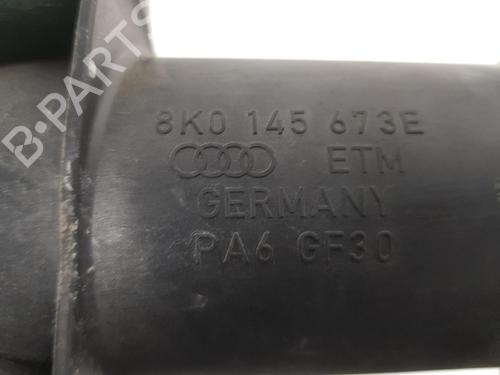 8K0 145 673E
ETM
GERMANY
PA6 GF30
B-PARTS